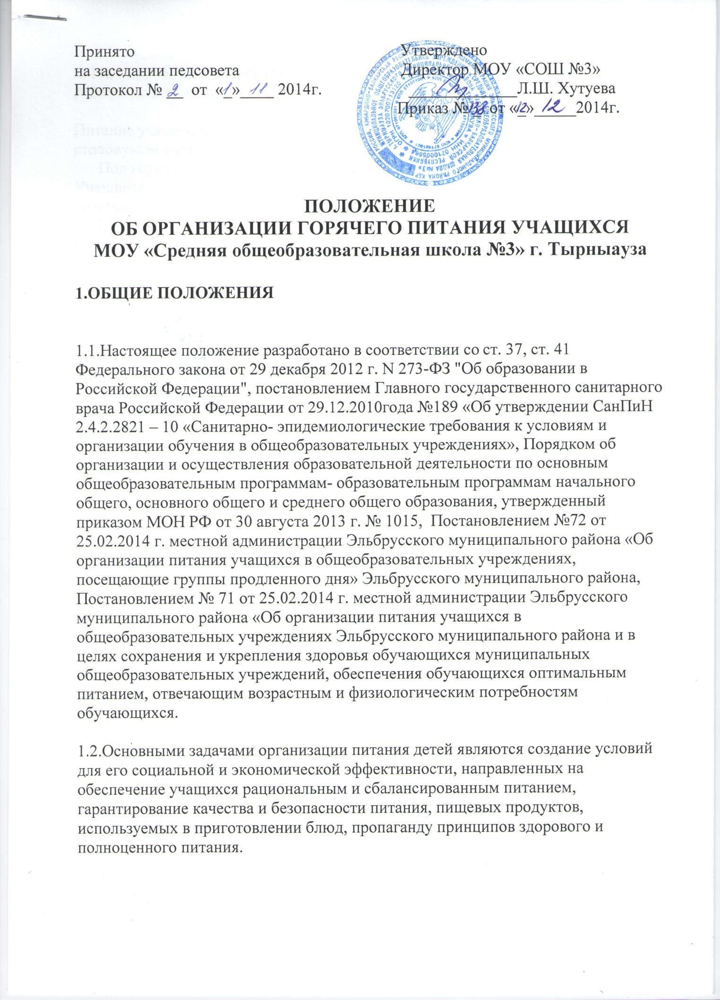 Принято
на заседании педсовета
Протокол № 2 от «1» 11 2014г.
Утверждено
Директор МОУ «СОШ №3»
Л.Ш. Хутуева
Приказ №138 от «12» 12 2014г.
ПОЛОЖЕНИЕ
ОБ ОРГАНИЗАЦИИ ГОРЯЧЕГО ПИТАНИЯ УЧАЩИХСЯ
МОУ «Средняя общеобразовательная школа №3» г. Тырныауза
1.ОБЩИЕ ПОЛОЖЕНИЯ
1.1.Настоящее положение разработано в соответствии со ст. 37, ст. 41
Федерального закона от 29 декабря 2012 г. N 273-ФЗ "Об образовании в
Российской Федерации", постановлением Главного государственного санитарного
врача Российской Федерации от 29.12.2010года №189 «Об утверждении СанПиН
2.4.2.2821 – 10 «Санитарно- эпидемиологические требования к условиям и
организации обучения в общеобразовательных учреждениях», Порядком об
организации и осуществления образовательной деятельности по основным
общеобразовательным программам- образовательным программам начального
общего, основного общего и среднего общего образования, утвержденный
приказом МОН РФ от 30 августа 2013 г. № 1015, Постановлением №72 от
25.02.2014 г. местной администрации Эльбрусского муниципального района «Об
организации питания учащихся в общеобразовательных учреждениях,
посещающие группы продленного дня» Эльбрусского муниципального района,
Постановлением № 71 от 25.02.2014 г. местной администрации Эльбрусского
муниципального района «Об организации питания учащихся в
общеобразовательных учреждениях Эльбрусского муниципального района и в
целях сохранения и укрепления здоровья обучающихся муниципальных
общеобразовательных учреждений, обеспечения обучающихся оптимальным
питанием, отвечающим возрастным и физиологическим потребностям
обучающихся.
1.2.Основными задачами организации питания детей являются создание условий
для его социальной и экономической эффективности, направленных на
обеспечение учащихся рациональным и сбалансированным питанием,
гарантирование качества и безопасности питания, пищевых продуктов,
используемых в приготовлении блюд, пропаганду принципов здорового и
полноценного питания.